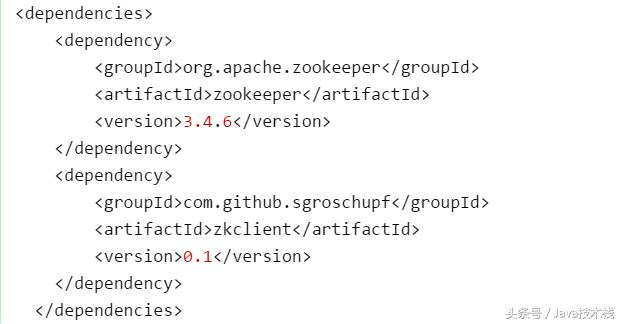 <dependencies>
    <dependency>
        <groupId>org.apache.zookeeper</groupId>
        <artifactId>zookeeper</artifactId>
        <version>3.4.6</version>
    </dependency>
    <dependency>
        <groupId>com.github.sgroschupf</groupId>
        <artifactId>zkclient</artifactId>
        <version>0.1</version>
    </dependency>
  </dependencies>
头条号 / Java技术栈